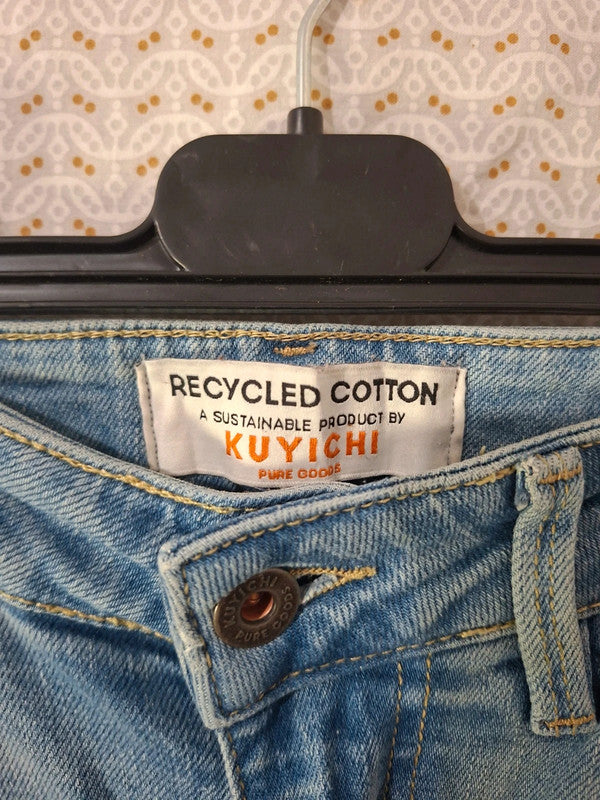 RECYCLED COTTON
A SUSTAINABLE PRODUCT BY
KUYICHI
PURE GOODS
KUYICHI
PURE GOODS